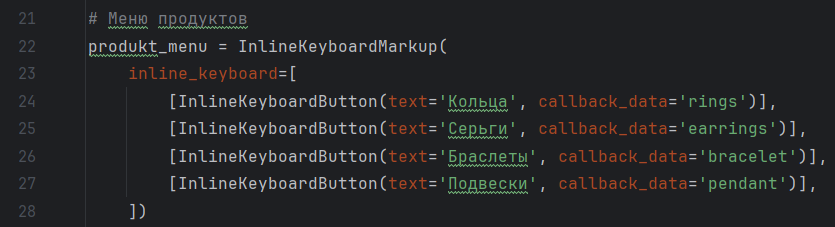 21 # Меню продуктов
22 produkt_menu = InlineKeyboardMarkup(
23 inline_keyboard=[
24 [InlineKeyboardButton(text='Кольца', callback_data='rings')],
25 [InlineKeyboardButton(text='Серьги', callback_data='earrings')],
26 [InlineKeyboardButton(text='Браслеты', callback_data='bracelet')],
27 [InlineKeyboardButton(text='Подвески', callback_data='pendant')],
28 ])